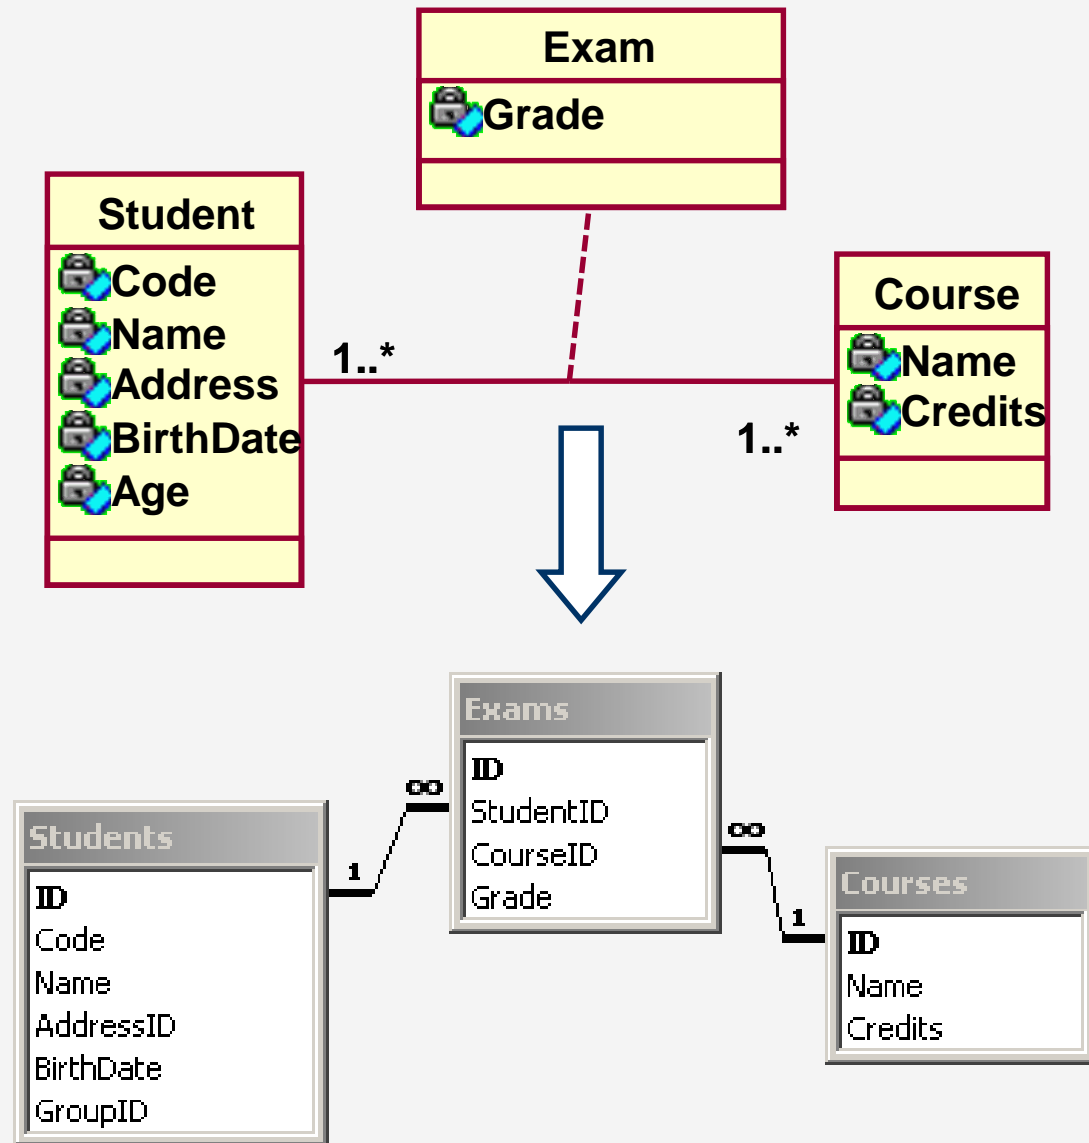 Exam
Grade
Student
Code
Name
Address
BirthDate
Age
1..*
1..*
Course
Name
Credits
Exams
ID
StudentID
CourseID
Grade
∞
1
∞
1
Students
ID
Code
Name
AddressID
BirthDate
GroupID
Courses
ID
Name
Credits